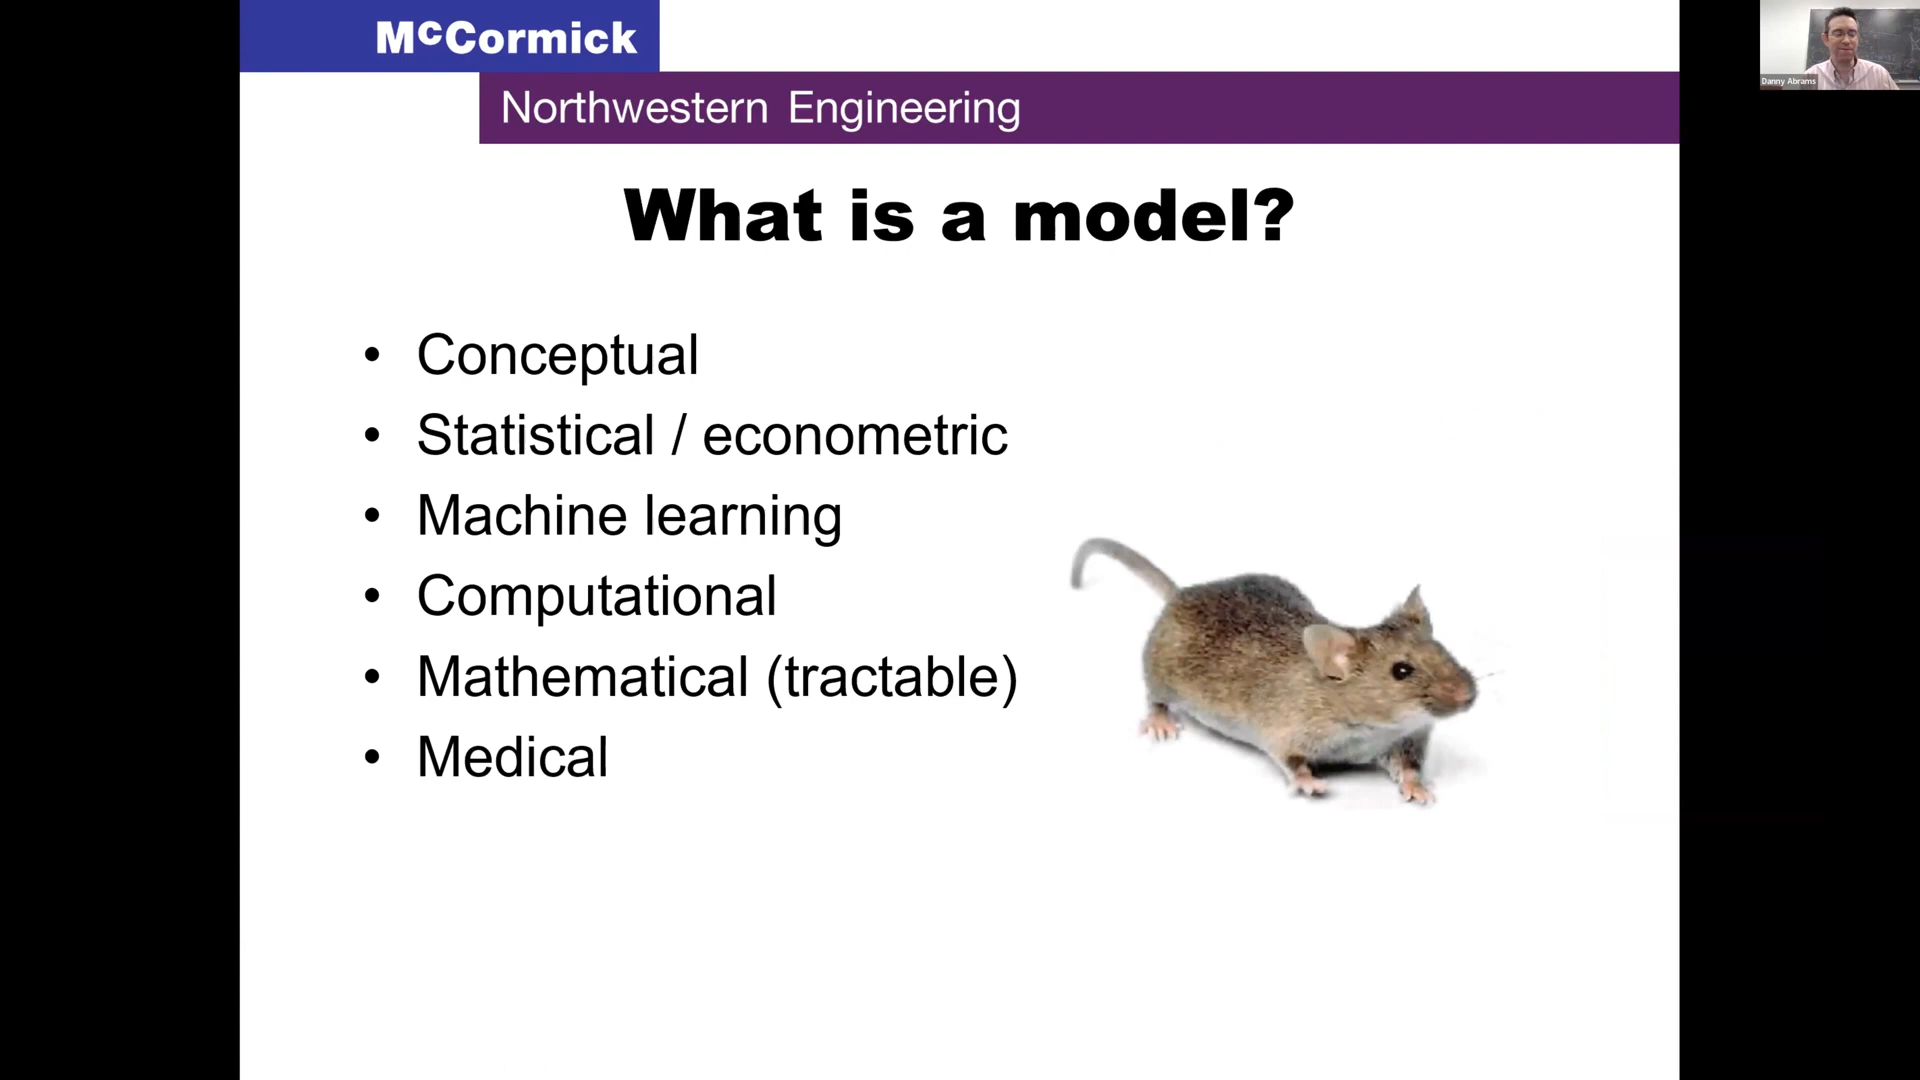 McCormick
Northwestern Engineering
Danny Abrams
What is a model?
• Conceptual
• Statistical / econometric
• Machine learning
• Computational
• Mathematical (tractable)
• Medical